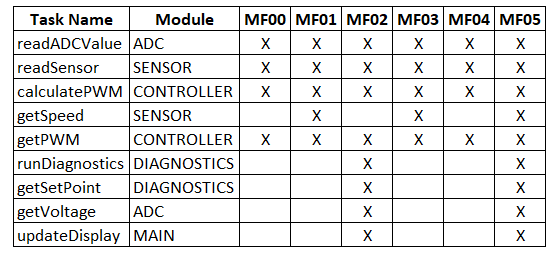 Task Name Module MF00 MF01 MF02 MF03 MF04 MF05
readADCValue ADC X X X X X X
readSensor SENSOR X X X X X X
calculatePWM CONTROLLER X X X X X X
getSpeed SENSOR X X X
getPWM CONTROLLER X X X X X X
runDiagnostics DIAGNOSTICS X X
getSetPoint DIAGNOSTICS X X
getVoltage ADC X X
updateDisplay MAIN X X